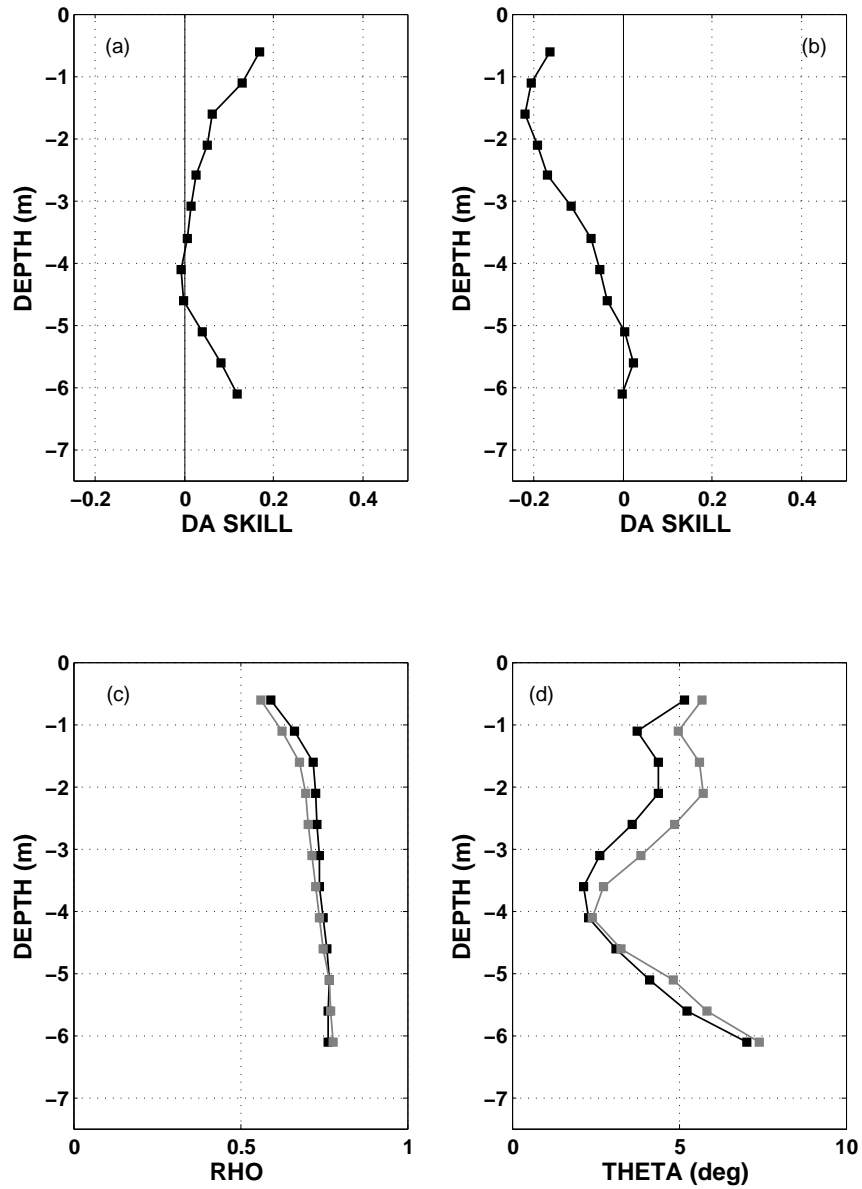 (a)
0
−1
−2
−3
−4
−5
−6
−7
DEPTH (m)
−0.2 0 0.2 0.4
DA SKILL
(b)
0
−1
−2
−3
−4
−5
−6
−7
DEPTH (m)
−0.2 0 0.2 0.4
DA SKILL
(c)
0
−1
−2
−3
−4
−5
−6
−7
DEPTH (m)
0 0.5 1
RHO
(d)
0
−1
−2
−3
−4
−5
−6
−7
DEPTH (m)
0 5 10
THETA (deg)